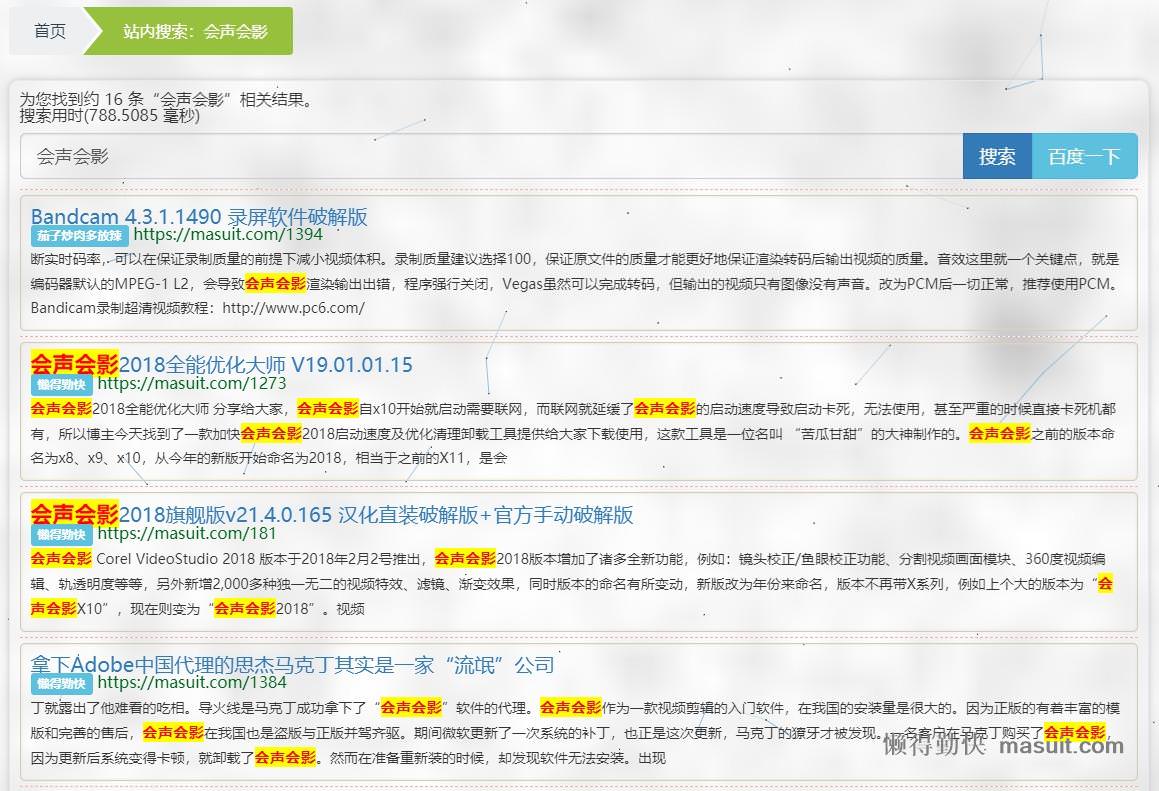 首页
站内搜索：会声会影
为您找到约 16 条“会声会影”相关结果。
搜索用时(788.5085 毫秒)
会声会影
搜索
百度一下
Bandcam 4.3.1.1490 录屏软件破解版
茄子炒肉多放辣 https://masuit.com/1394
断实时码率，可以在保证录制质量的前提下减小视频体积。录制质量建议选择100，保证原文件的质量才能更好地保证渲染转码后输出视频的质量。音效这里就一个关键点，就是
编码器默认的MPEG-1 L2，会导致会声会影渲染输出出错，程序强行关闭，Vegas虽然可以完成转码，但输出的视频只有图像没有声音。改为PCM后一切正常，推荐使用PCM。
Bandicam录制超清视频教程：http://www.pc6.com/
会声会影2018全能优化大师 V19.01.01.15
懒得勤快 https://masuit.com/1273
会声会影2018全能优化大师 分享给大家，会声会影自x10开始就启动需要联网，而联网就延缓了会声会影的启动速度导致启动卡死，无法使用，甚至严重的时候直接卡死机都
有，所以博主今天找到了一款加快会声会影2018启动速度及优化清理卸载工具提供给大家下载使用，这款工具是一位名叫 “苦瓜甘甜”的大神制作的。会声会影之前的版本命
名为x8、x9、x10，从今年的新版开始命名为2018，相当于之前的X11，是会
会声会影2018旗舰版v21.4.0.165 汉化直装破解版+官方手动破解版
懒得勤快 https://masuit.com/181
会声会影 Corel VideoStudio 2018 版本于2018年2月2号推出，会声会影2018版本增加了诸多全新功能，例如：镜头校正/鱼眼校正功能、分割视频画面模块、360度视频编
辑、轨透明度等等，另外新增2,000多种独一无二的视频特效、滤镜、渐变效果，同时版本的命名有所变动，新版改为年份来命名，版本不再带X系列，例如上个大的版本为“会
声会影X10”，现在则变为“会声会影2018”。视频
拿下Adobe中国代理的思杰马克丁其实是一家“流氓”公司
懒得勤快 https://masuit.com/1384
丁就露出了他难看的吃相。导火线是马克丁成功拿下了“会声会影”软件的代理。会声会影作为一款视频剪辑的入门软件，在我国的安装量是很大的。因为正版的有着丰富的模
版和完善的售后，会声会影在我国也是盗版与正版并驾齐驱。期间微软更新了一次系统的补丁，也正是这次更新，马克丁的獠牙才被发现。一名客户在马克丁购买了会声会影，
因为更新后系统变得卡顿，就卸载了会声会影。然而在准备重新装的时候，却发现软件无法安装。出现
懒得勤快 masuit.com